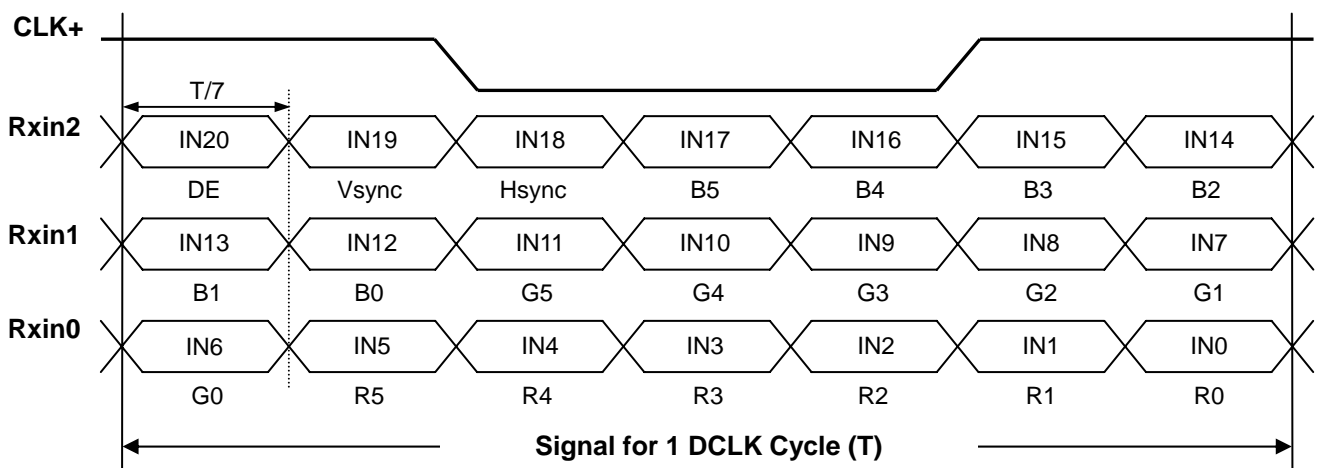 CLK+
T/7
Rxin2 IN20 IN19 IN18 IN17 IN16 IN15 IN14
DE Vsync Hsync B5 B4 B3 B2
Rxin1 IN13 IN12 IN11 IN10 IN9 IN8 IN7
B1 B0 G5 G4 G3 G2 G1
Rxin0 IN6 IN5 IN4 IN3 IN2 IN1 IN0
G0 R5 R4 R3 R2 R1 R0
Signal for 1 DCLK Cycle (T)